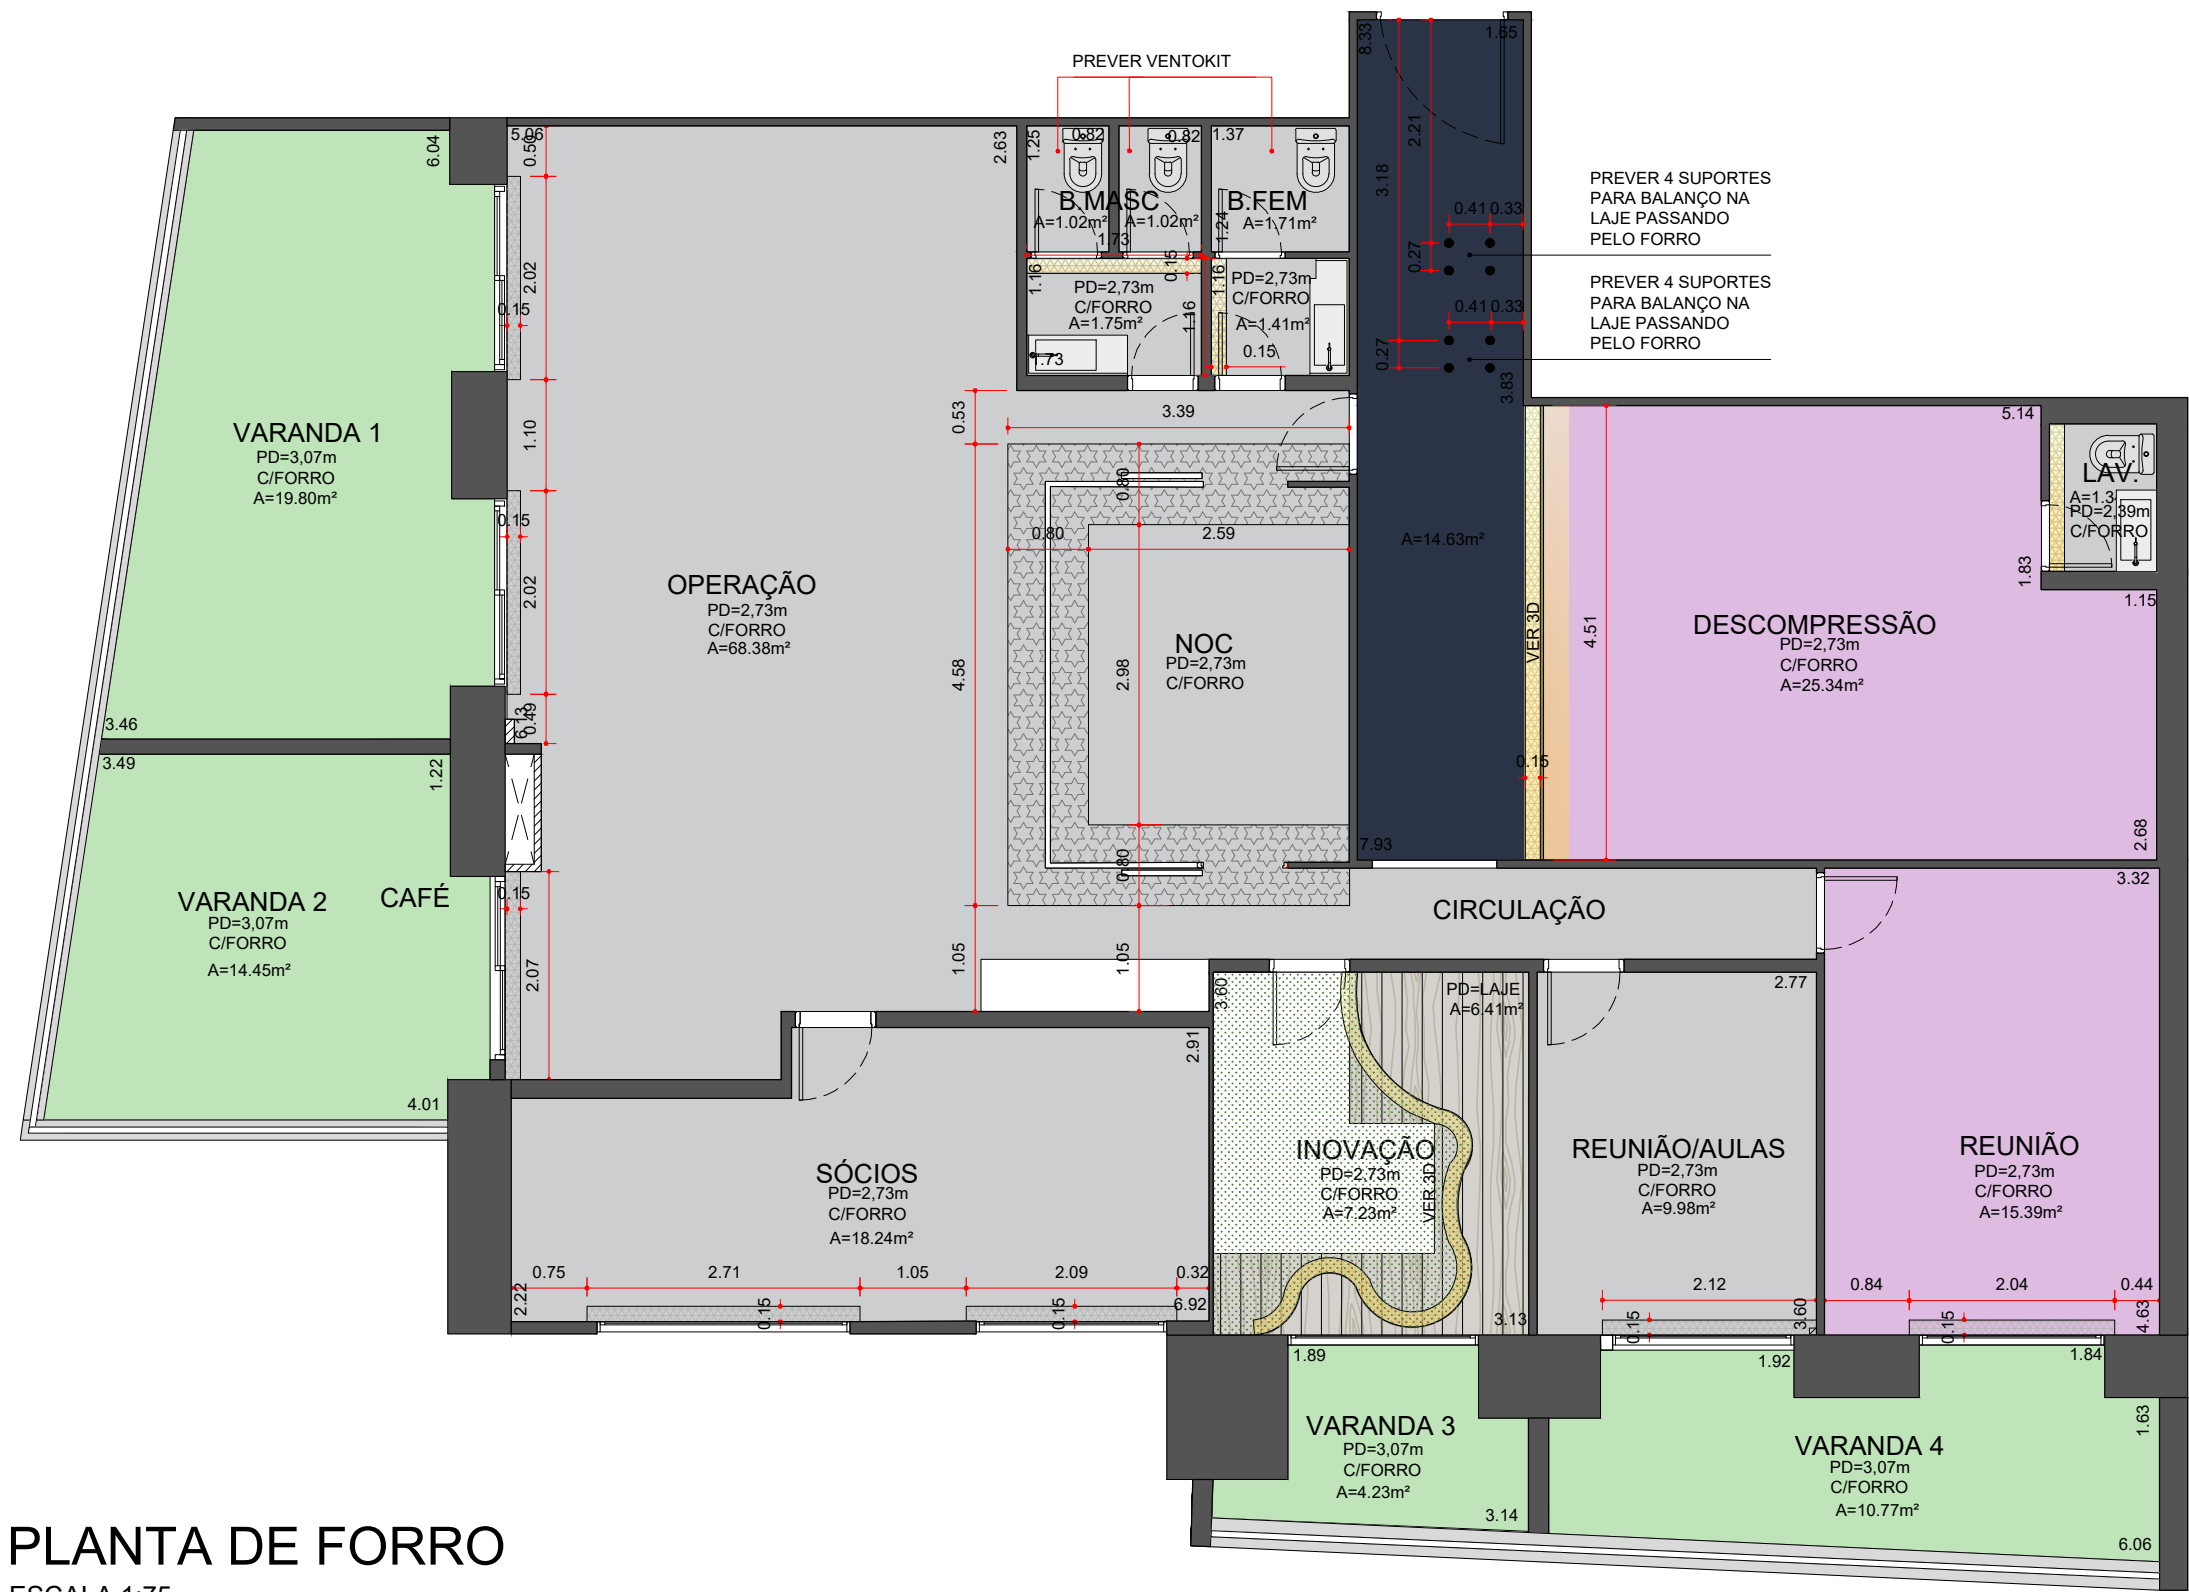 PREVER VENTOKIT
8.33
1.65
2.21
3.18
PREVER 4 SUPORTES
PARA BALANÇO NA
LAJE PASSANDO
PELO FORRO
0.41
0.33
0.27
PREVER 4 SUPORTES
PARA BALANÇO NA
LAJE PASSANDO
PELO FORRO
0.41
0.33
0.27
3.83
6.04
5.06
0.50
2.63
1.25
0.82
0.82
1.37
B.MASC
A=1.02m²
A=1.02m²
1.73
B.FEM
A=1.71m²
1.24
1.16
0.15
PD=2,73m
C/FORRO
A=1.75m²
1.16
1.73
1.16
PD=2,73m
C/FORRO
A=1.41m²
0.15
2.02
0.15
1.10
0.15
2.02
0.49
6.13
VARANDA 1
PD=3,07m
C/FORRO
A=19.80m²
3.46
OPERAÇÃO
PD=2,73m
C/FORRO
A=68.38m²
0.53
3.39
0.80
0.80
2.59
4.58
2.98
NOC
PD=2,73m
C/FORRO
0.80
1.05
1.05
A=14.63m²
7.93
VER 3D
4.51
0.15
DESCOMPRESSÃO
PD=2,73m
C/FORRO
A=25.34m²
5.14
LAV.
PD=2,39m
C/FORRO
1.83
1.15
2.68
3.49
1.22
VARANDA 2
PD=3,07m
C/FORRO
A=14.45m²
CAFÉ
0.15
2.07
4.01
CIRCULAÇÃO
3.32
2.91
SÓCIOS
PD=2,73m
C/FORRO
A=18.24m²
0.75
2.71
1.05
2.09
0.32
2.22
0.15
0.15
6.92
3.60
PD=LAJE
A=6.41m²
INOVAÇÃO
PD=2,73m
C/FORRO
A=7.23m²
VER 3D
3.13
2.77
REUNIÃO/AULAS
PD=2,73m
C/FORRO
A=9.98m²
2.12
0.15
3.60
REUNIÃO
PD=2,73m
C/FORRO
A=15.39m²
0.84
2.04
0.44
0.15
4.63
1.89
1.92
1.84
VARANDA 3
PD=3,07m
C/FORRO
A=4.23m²
3.14
VARANDA 4
PD=3,07m
C/FORRO
A=10.77m²
1.63
6.06
PLANTA DE FORRO
ESCALA 1:75